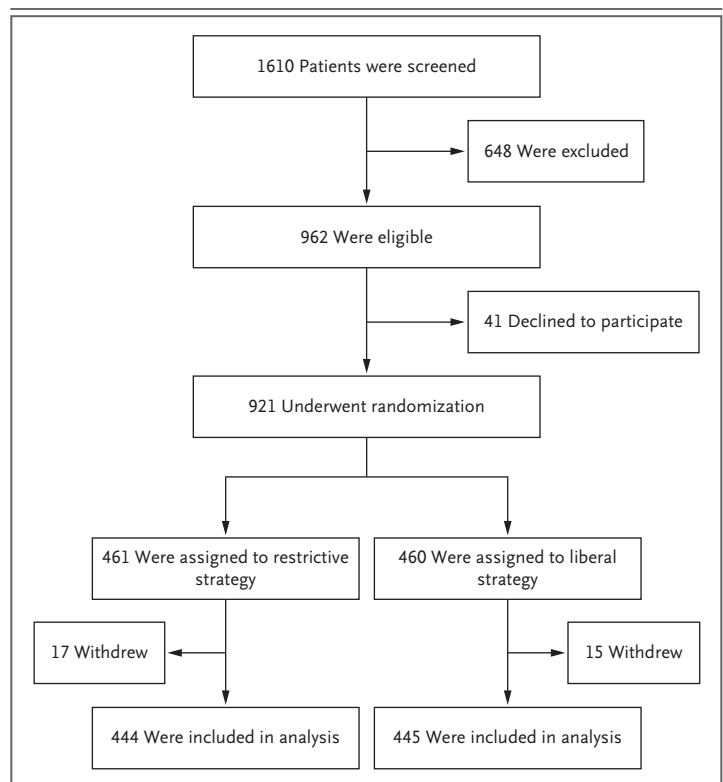 1610 Patients were screened
648 Were excluded
962 Were eligible
41 Declined to participate
921 Underwent randomization
461 Were assigned to restrictive
strategy
460 Were assigned to liberal
strategy
17 Withdrew
15 Withdrew
444 Were included in analysis
445 Were included in analysis